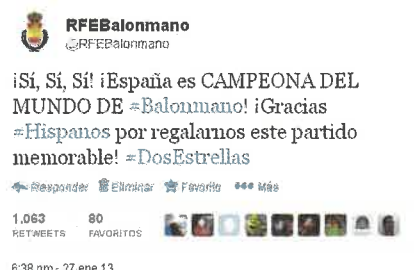 RFEBalonmano
@RFEBalonmano
¡Sí, Sí, Sí! ¡España es CAMPEONA DEL
MUNDO DE #Balonmano! ¡Gracias
#Hispanos por regalarnos este partido
memorable! #DosEstrellas
Responder Eliminar Favorito Más
1.063 80
RETWEETS FAVORITOS
6:38 pm - 27 ene 13